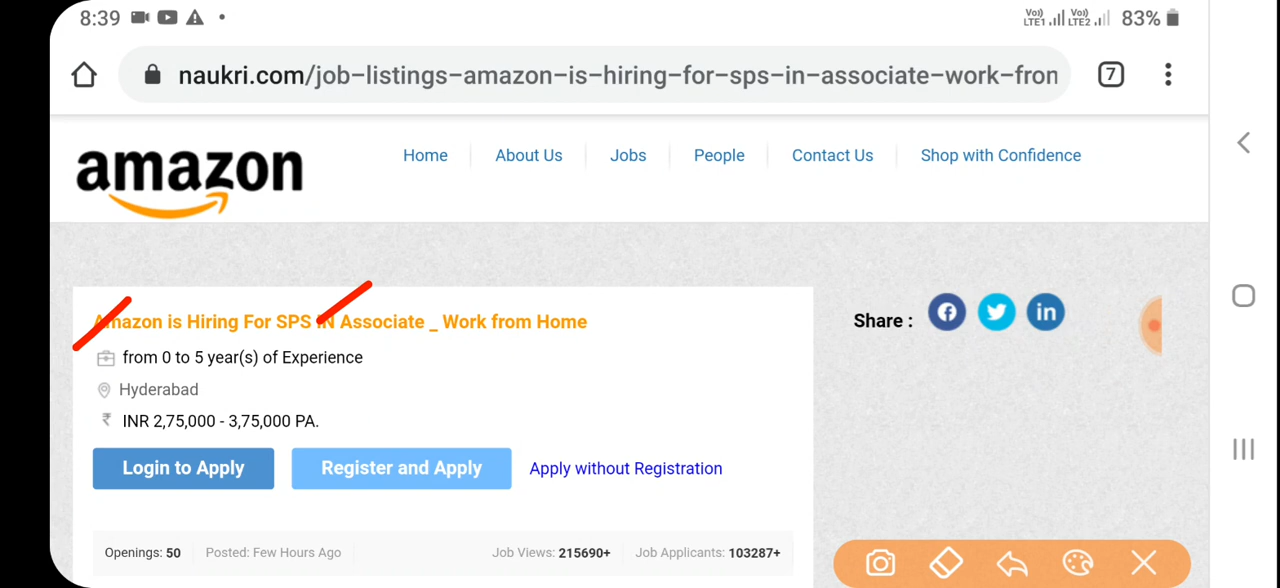 8:39
Vo)) LTE1 Vo)) LTE2 83%
naukri.com/job-listings-amazon-is-hiring-for-sps-in-associate-work-fron
7
amazon
Home About Us Jobs People Contact Us Shop with Confidence
Amazon is Hiring For SPS IN Associate _ Work from Home
from 0 to 5 year(s) of Experience
Hyderabad
₹ INR 2,75,000 - 3,75,000 PA.
Share :
Login to Apply Register and Apply Apply without Registration
Openings: 50 Posted: Few Hours Ago Job Views: 215690+ Job Applicants: 103287+